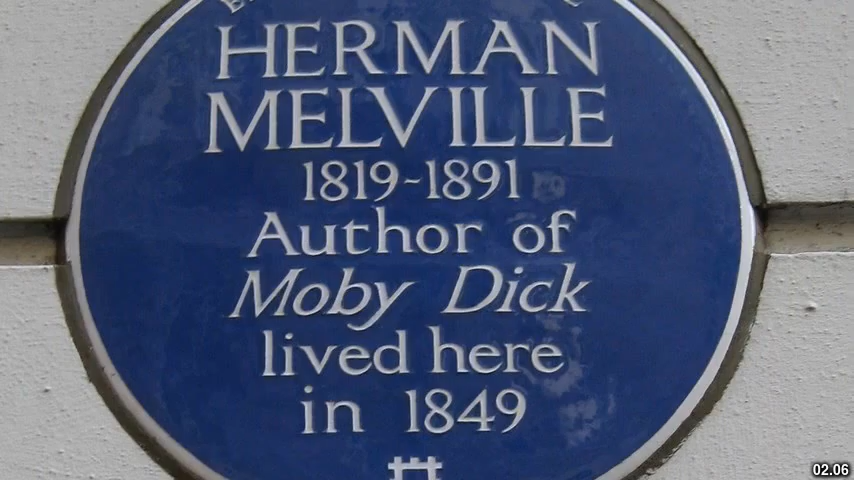 HERMAN
MELVILLE
1819-1891
Author of
Moby Dick
lived here
in 1849
02.06